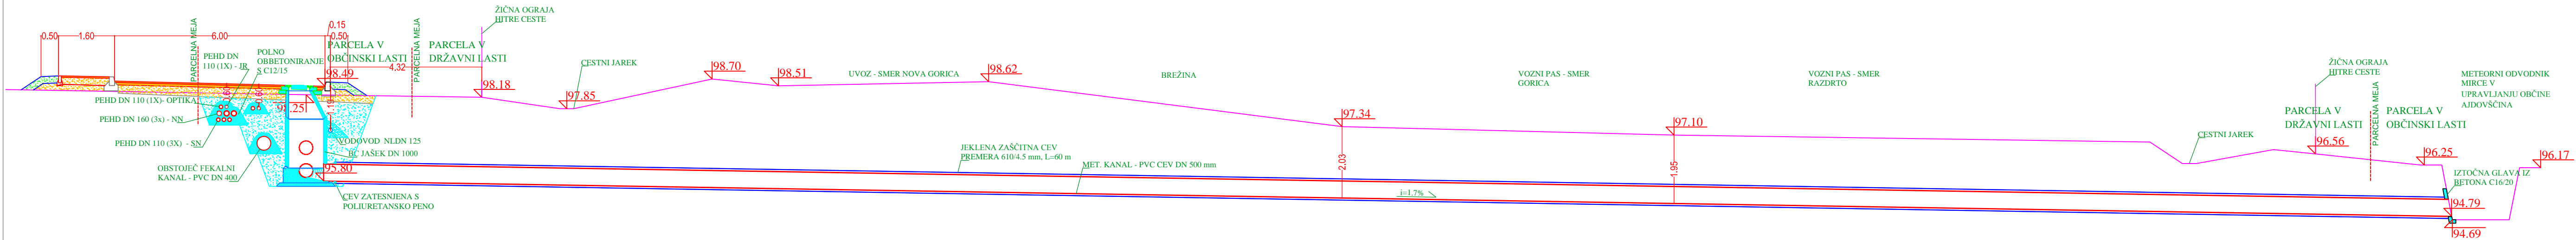 0.50
1.60
6.00
0.15
0.50
PARCELNA MEJA
PEHD DN
110 (1X) - JR
POLNO
OBBETONIRANJE
S C12/15
PARCELA V
OBČINSKI LASTI
PARCELNA MEJA
PARCELA V
DRŽAVNI LASTI
4.32
98.49
ŽIČNA OGRAJA
HITRE CESTE
98.18
CESTNI JAREK
97.85
98.70
98.51
UVOZ - SMER NOVA GORICA
98.62
BREŽINA
97.34
VOZNI PAS - SMER
GORICA
97.10
VOZNI PAS - SMER
RAZDRTO
PEHD DN 110 (1X)- OPTIKA
PEHD DN 160 (3x) - NN
PEHD DN 110 (3X) - SN
OBSTOJEČ FEKALNI
KANAL - PVC DN 400
VODOVOD NLDN 125
BC JAŠEK DN 1000
95.80
CEV ZATESNJENA S
POLIURETANSKO PENO
JEKLENA ZAŠČITNA CEV
PREMERA 610/4.5 mm, L=60 m
MET. KANAL - PVC CEV DN 500 mm
2.03
i=1.7%
1.95
CESTNI JAREK
ŽIČNA OGRAJA
HITRE CESTE
PARCELNA MEJA
PARCELA V
DRŽAVNI LASTI
PARCELA V
OBČINSKI LASTI
METEORNI ODVODNIK
MIRCE V
UPRAVLJANJU OBČINE
AJDOVŠČINA
96.56
96.25
96.17
IZTOČNA GLAVA IZ
BETONA C16/20
94.79
94.69